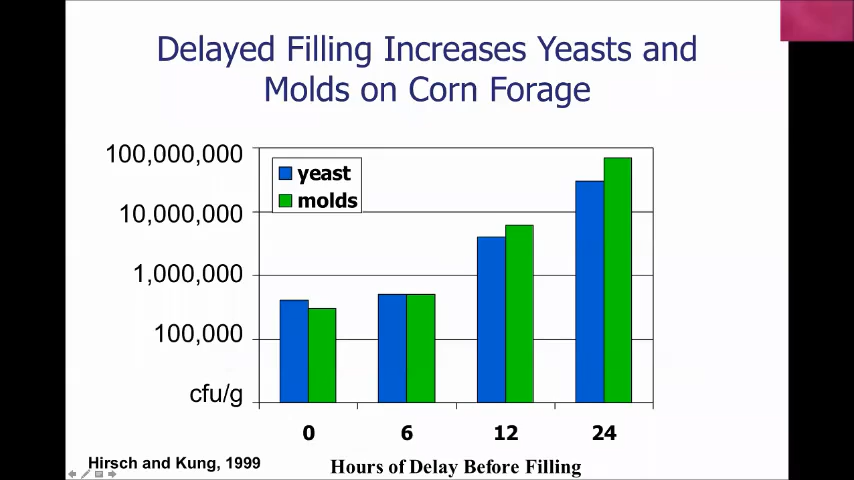 Delayed Filling Increases Yeasts and
Molds on Corn Forage
100,000,000
10,000,000
1,000,000
100,000
cfu/g
yeast
molds
0 6 12 24
Hours of Delay Before Filling
Hirsch and Kung, 1999